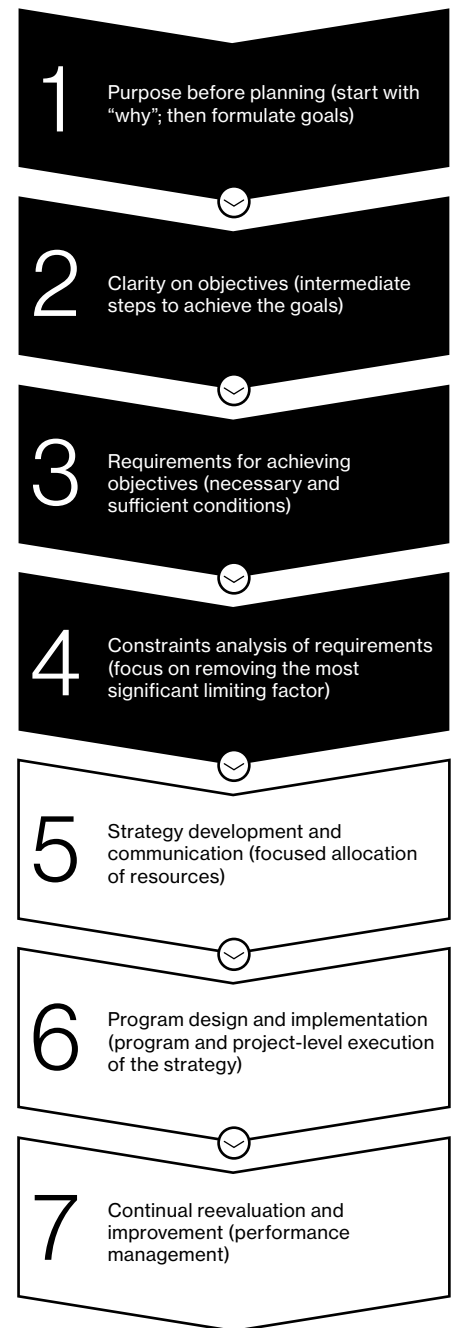 1
Purpose before planning (start with
“why”; then formulate goals)
2
Clarity on objectives (intermediate
steps to achieve the goals)
3
Requirements for achieving
objectives (necessary and
sufficient conditions)
4
Constraints analysis of requirements
(focus on removing the most
significant limiting factor)
5
Strategy development and
communication (focused allocation
of resources)
6
Program design and implementation
(program and project-level execution
of the strategy)
7
Continual reevaluation and
improvement (performance
management)